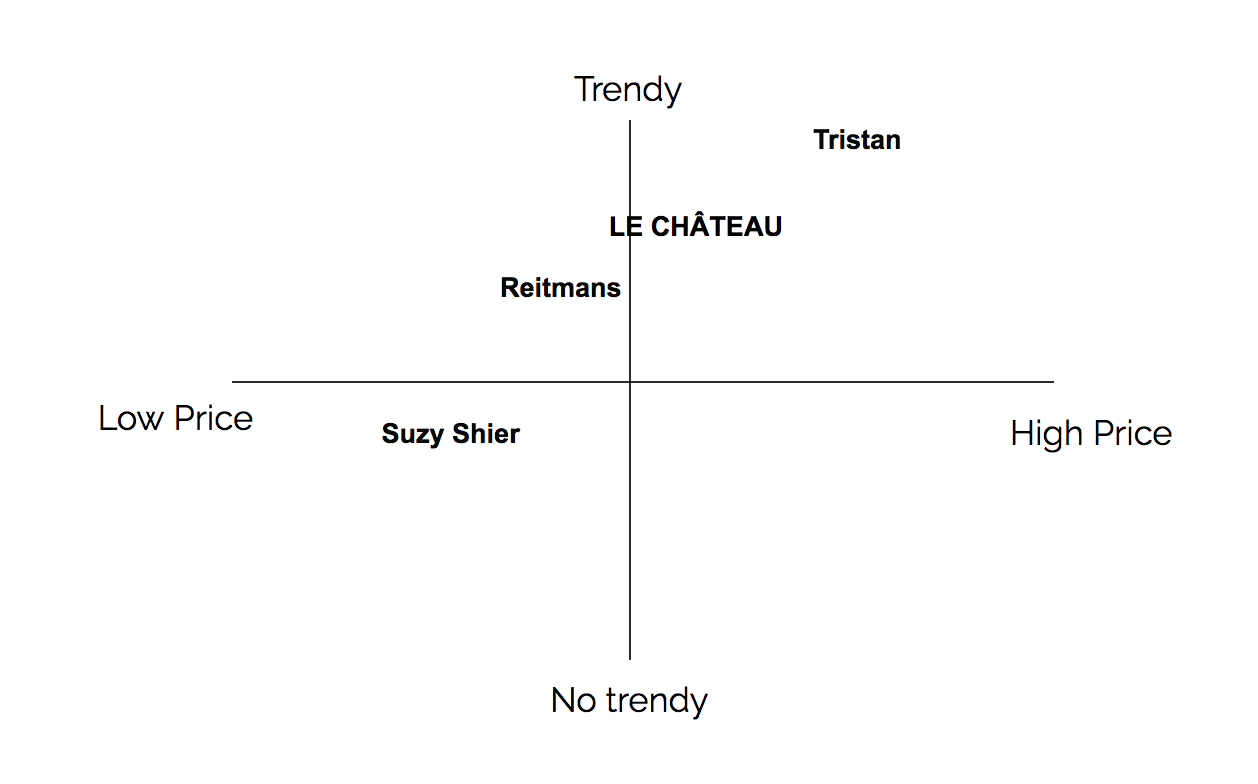 Trendy
Tristan
LE CHÂTEAU
Reitmans
Low Price
Suzy Shier
High Price
No trendy